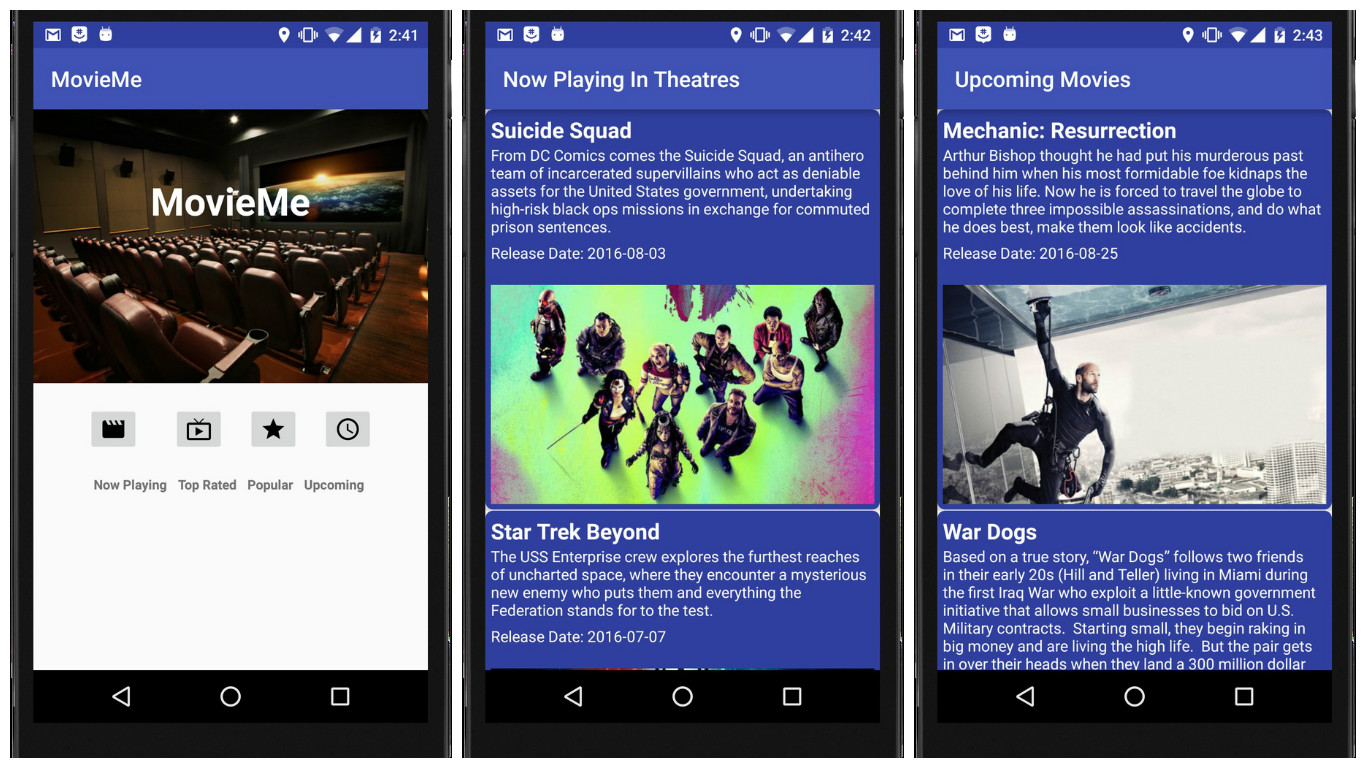 2:41
MovieMe
MovieMe
Now Playing Top Rated Popular Upcoming
2:42
Now Playing In Theatres
Suicide Squad
From DC Comics comes the Suicide Squad, an antihero
team of incarcerated supervillains who act as deniable
assets for the United States government, undertaking
high-risk black ops missions in exchange for commuted
prison sentences.
Release Date: 2016-08-03
Star Trek Beyond
The USS Enterprise crew explores the furthest reaches
of uncharted space, where they encounter a mysterious
new enemy who puts them and everything the
Federation stands for to the test.
Release Date: 2016-07-07
2:43
Upcoming Movies
Mechanic: Resurrection
Arthur Bishop thought he had put his murderous past
behind him when his most formidable foe kidnaps the
love of his life. Now he is forced to travel the globe to
complete three impossible assassinations, and do what
he does best, make them look like accidents.
Release Date: 2016-08-25
War Dogs
Based on a true story, “War Dogs” follows two friends
in their early 20s (Hill and Teller) living in Miami during
the first Iraq War who exploit a little-known government
initiative that allows small businesses to bid on U.S.
Military contracts.  Starting small, they begin raking in
big money and are living the high life.  But the pair gets
in over their heads when they land a 300 million dollar